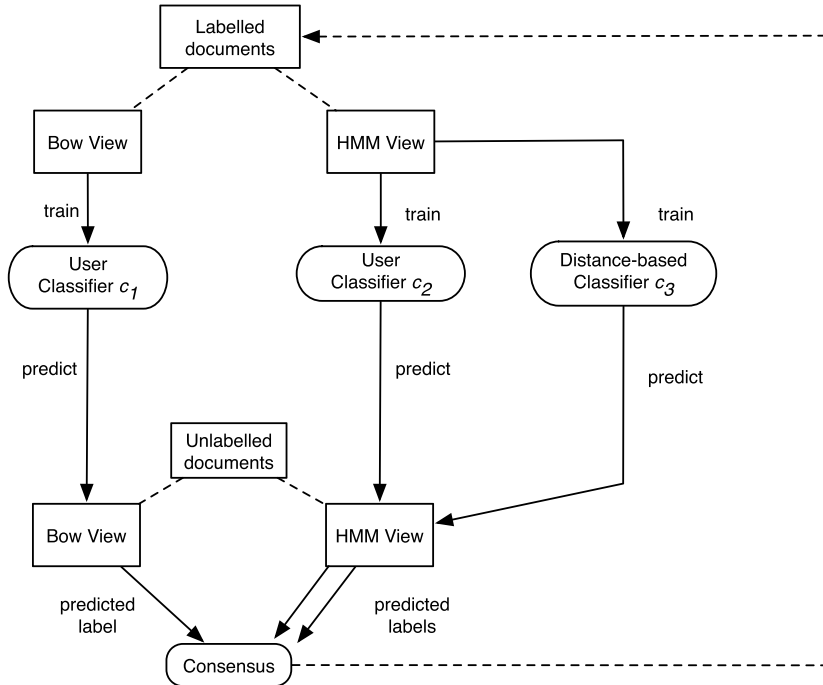 Labelled
documents
Bow View
HMM View
train
train
train
User
Classifier c1
User
Classifier c2
Distance-based
Classifier c3
predict
predict
predict
Unlabelled
documents
Bow View
HMM View
predicted
label
predicted
labels
Consensus